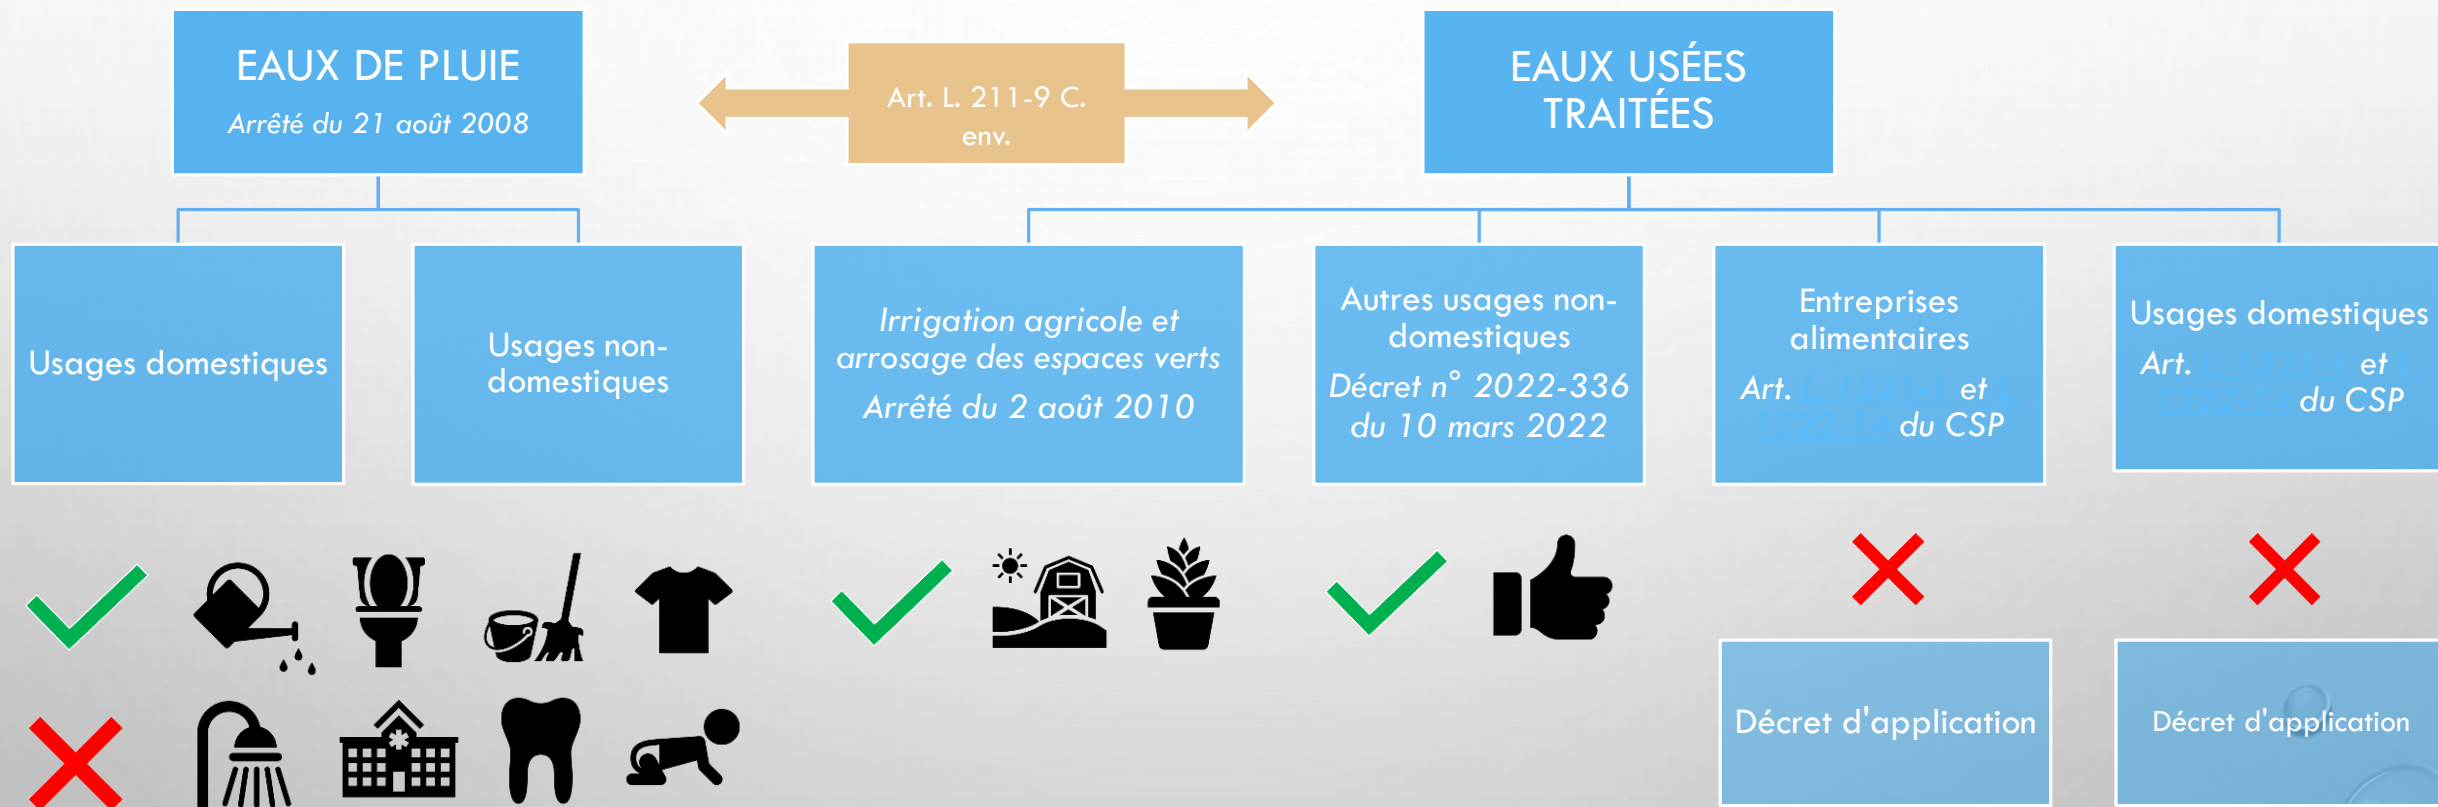 EAUX DE PLUIE
Arrêté du 21 août 2008
Art. L. 211-9 C.
env.
EAUX USÉES
TRAITÉES
Usages domestiques
Usages non-
domestiques
Irrigation agricole et
arrosage des espaces verts
Arrêté du 2 août 2010
Autres usages non-
domestiques
Décret n° 2022-336
du 10 mars 2022
Entreprises
alimentaires
Art. et
du CSP
Usages domestiques
Art. et
du CSP
Décret d'application
Décret d'application